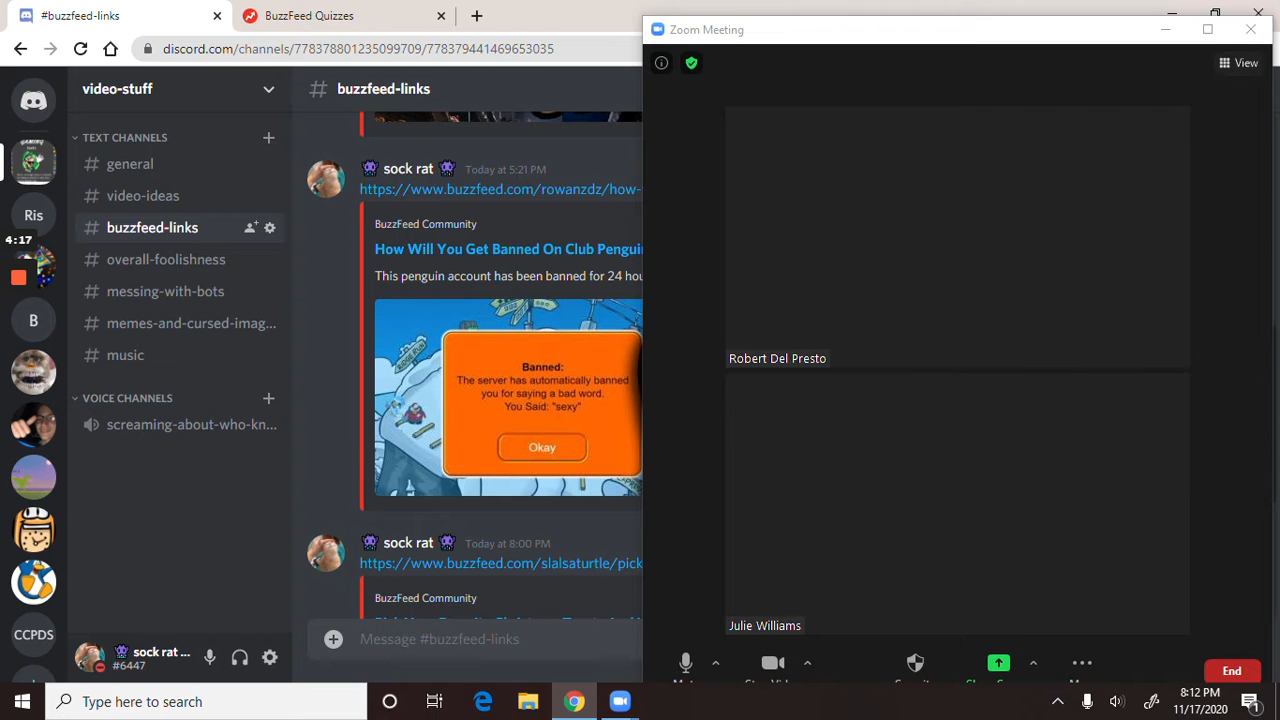 #buzzfeed-links
BuzzFeed Quizzes
discord.com/channels/778378801235099709/778379441469653035
video-stuff
buzzfeed-links
TEXT CHANNELS
general
video-ideas
buzzfeed-links
overall-foolishness
messing-with-bots
memes-and-cursed-imag...
music
VOICE CHANNELS
screaming-about-who-kn...
Ris
4:17
B
CCPDS
sock rat Today at 5:21 PM
https://www.buzzfeed.com/rowanzdz/how-
BuzzFeed Community
How Will You Get Banned On Club Penguin
This penguin account has been banned for 24 hou
Banned:
The server has automatically banned
you for saying a bad word.
You Said: "sexy"
Okay
sock rat Today at 8:00 PM
https://www.buzzfeed.com/slalsaturtle/pick
BuzzFeed Community
Message #buzzfeed-links
sock rat ...
#6447
Zoom Meeting
View
Robert Del Presto
Julie Williams
End
Type here to search
8:12 PM
11/17/2020
1